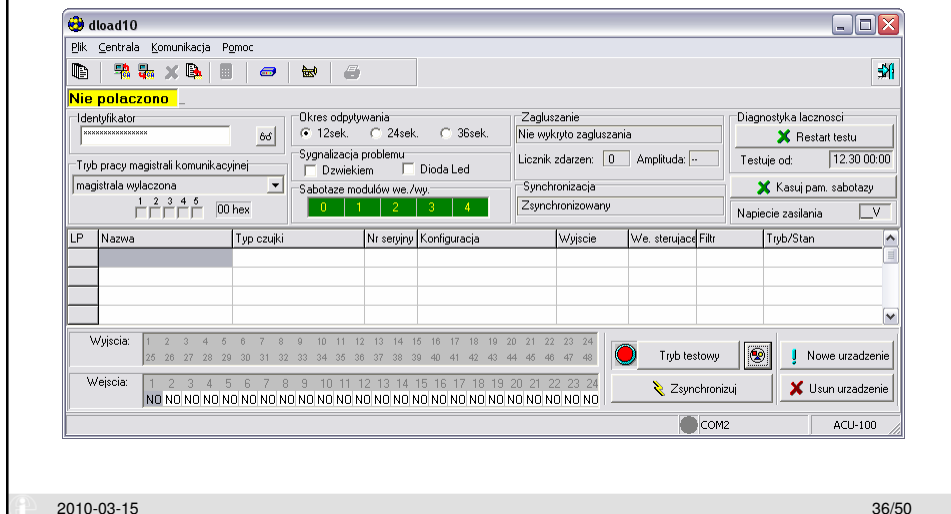 dload10
Plik Centrala Komunikacja Pomoc
Nie polaczono _
Identyfikator
****************
Okres odpytywania
12sek. 24sek. 36sek.
Zagluszanie
Nie wykryto zagluszania
Diagnostyka lacznosci
Restart testu
Tryb pracy magistrali komunikacyjnej
magistrala wylaczona
1 2 3 4 5
00 hex
Sygnalizacja problemu
Dzwiekiem Dioda Led
Licznik zdarzen: 0 Amplituda: --
Testuje od: 12.30 00:00
Sabotaze modulów we./wy.
0 1 2 3 4
Synchronizacja
Zsynchronizowany
Kasuj pam. sabotazy
Napiecie zasilania _V
LP Nazwa Typ czujki Nr seryjny Konfiguracja Wyjscie We. sterujace Filtr Tryb/Stan
Wyjscia: 1 2 3 4 5 6 7 8 9 10 11 12 13 14 15 16 17 18 19 20 21 22 23 24
25 26 27 28 29 30 31 32 33 34 35 36 37 38 39 40 41 42 43 44 45 46 47 48
Tryb testowy
Nowe urzadzenie
Wejscia: 1 2 3 4 5 6 7 8 9 10 11 12 13 14 15 16 17 18 19 20 21 22 23 24
NO NO NO NO NO NO NO NO NO NO NO NO NO NO NO NO NO NO NO NO NO NO NO NO
Zsynchronizuj
Usun urzadzenie
COM2 ACU-100
2010-03-15 36/50